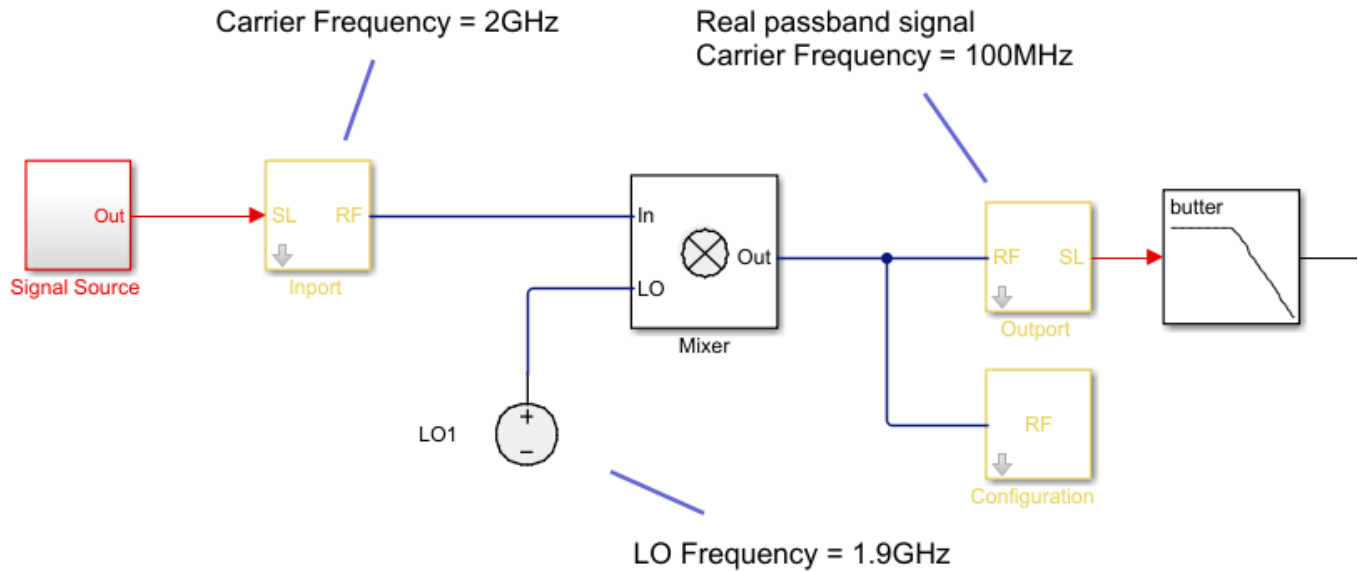 Carrier Frequency = 2GHz
Real passband signal
Carrier Frequency = 100MHz
Out
Signal Source
SL RF
Inport
In
LO
Out
Mixer
RF SL
Outport
butter
LO1
+
−
RF
Configuration
LO Frequency = 1.9GHz